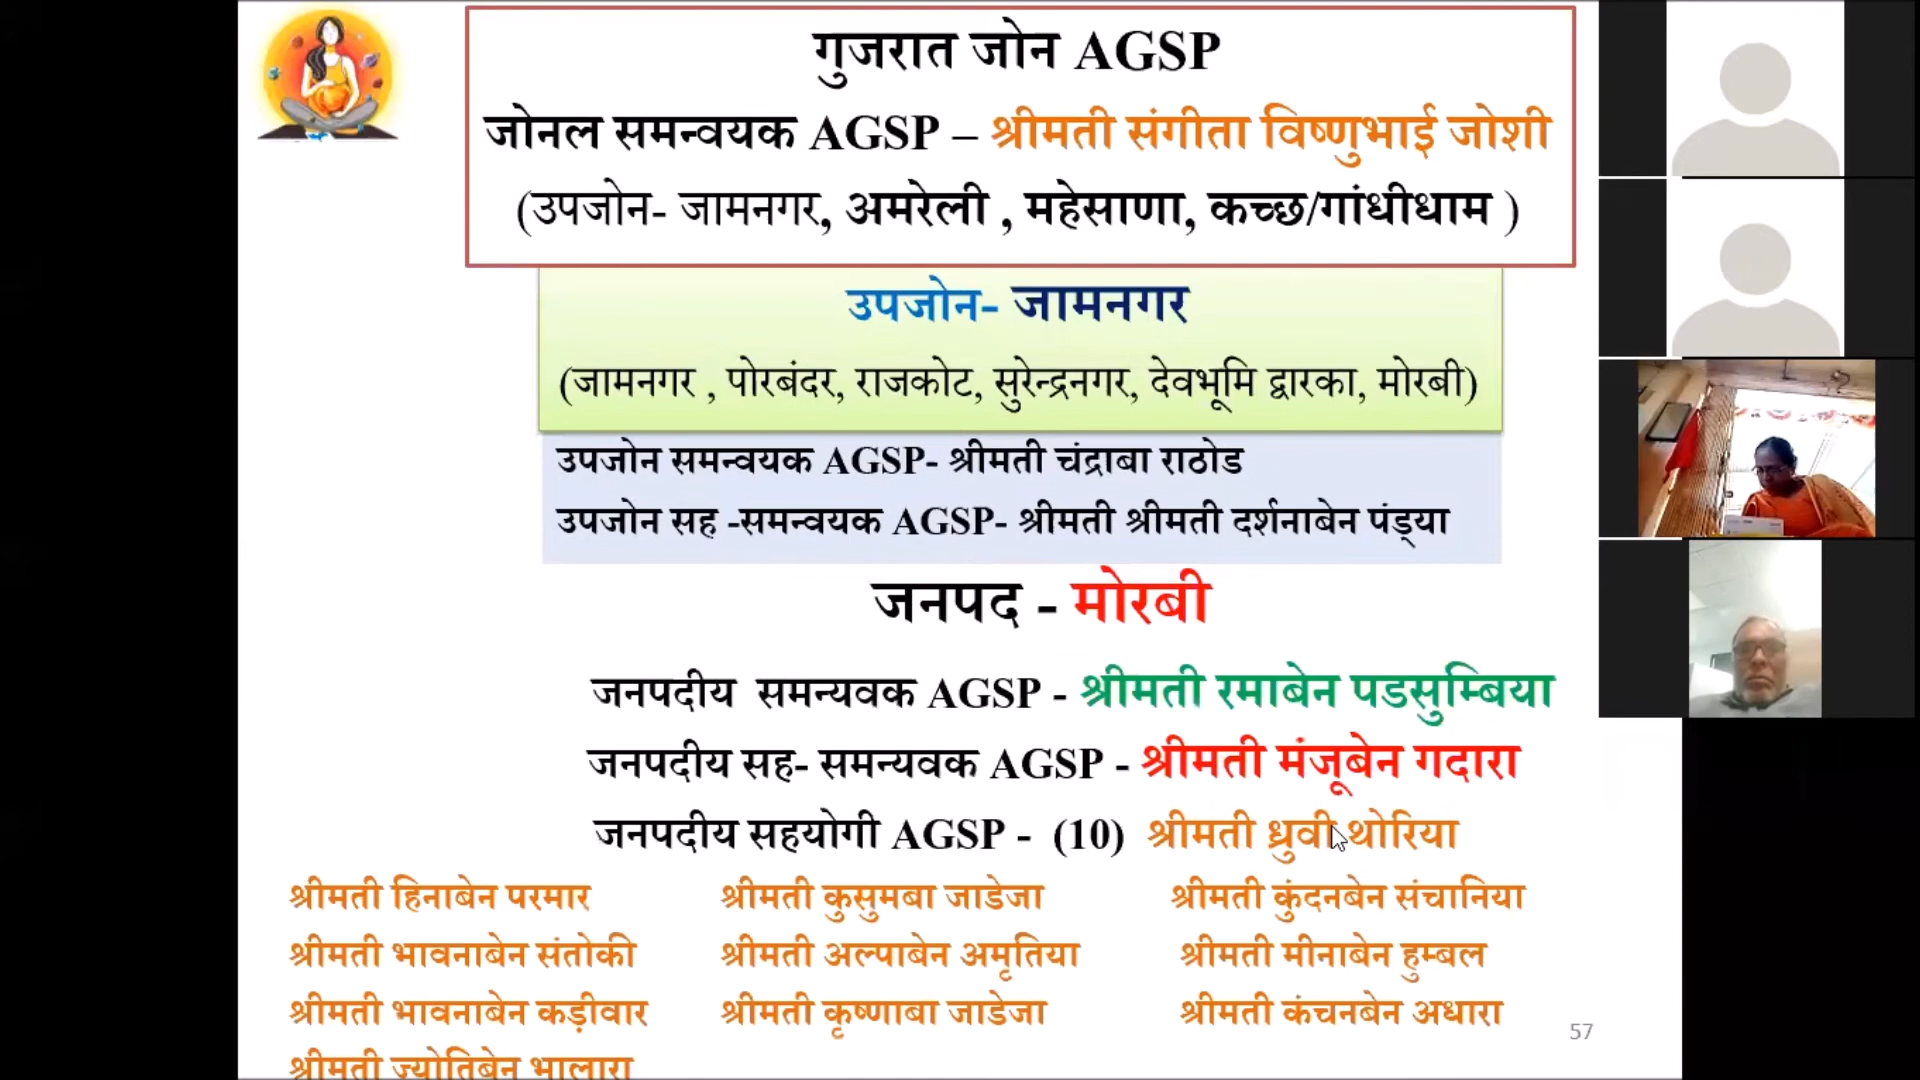 गुजरात जोन AGSP
जोनल समन्वयक AGSP – श्रीमती संगीता विष्णुभाई जोशी
(उपजोन- जामनगर, अमरेली , महेसाणा, कच्छ/गांधीधाम )
उपजोन- जामनगर
(जामनगर , पोरबंदर, राजकोट, सुरेन्द्रनगर, देवभूमि द्वारका, मोरबी)
उपजोन समन्वयक AGSP- श्रीमती चंद्राबा राठोड
उपजोन सह -समन्वयक AGSP- श्रीमती श्रीमती दर्शनाबेन पंड्या
जनपद - मोरबी
जनपदीय समन्यवक AGSP - श्रीमती रमाबेन पडसुम्बिया
जनपदीय सह- समन्यवक AGSP - श्रीमती मंजूबेन गदारा
जनपदीय सहयोगी AGSP - (10) श्रीमती ध्रुवी थोरिया
श्रीमती हिनाबेन परमार श्रीमती कुसुमबा जाडेजा श्रीमती कुंदनबेन संचानिया
श्रीमती भावनाबेन संतोकी श्रीमती अल्पाबेन अमृतिया श्रीमती मीनाबेन हुम्बल
श्रीमती भावनाबेन कड़ीवार श्रीमती कृष्णाबा जाडेजा श्रीमती कंचनबेन अधारा
श्रीमती ज्योतिबेन भालारा
57